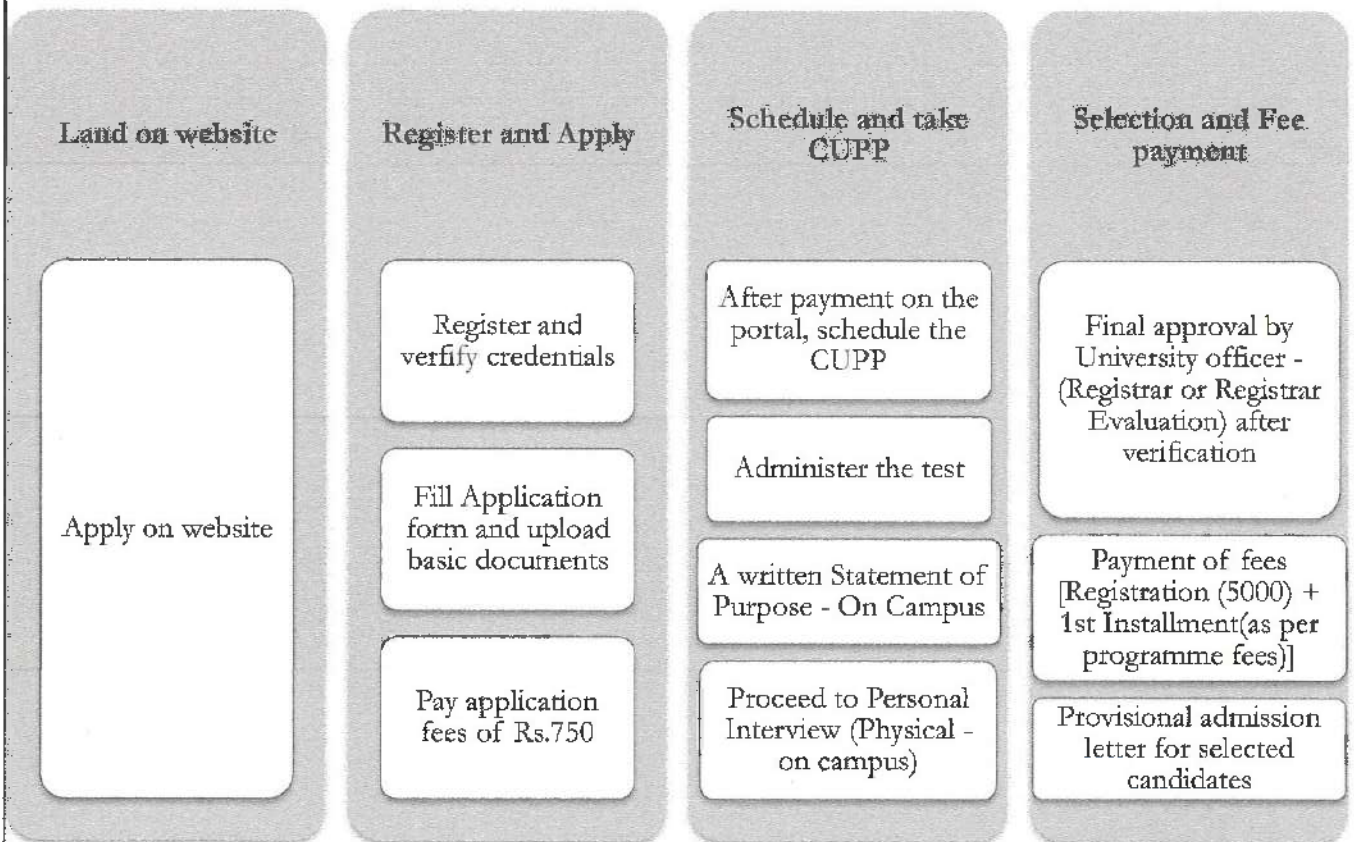 Land on website
Apply on website
Register and Apply
Register and
verfify credentials
Fill Application
form and upload
basic documents
Pay application
fees of Rs.750
Schedule and take
CUPP
After payment on the
portal, schedule the
CUPP
Administer the test
A written Statement of
Purpose - On Campus
Proceed to Personal
Interview (Physical -
on campus)
Selection and Fee
payment
Final approval by
University officer -
(Registrar or Registrar
Evaluation) after
verification
Payment of fees
[Registration (5000) +
1st Installment(as per
programme fees)]
Provisional admission
letter for selected
candidates